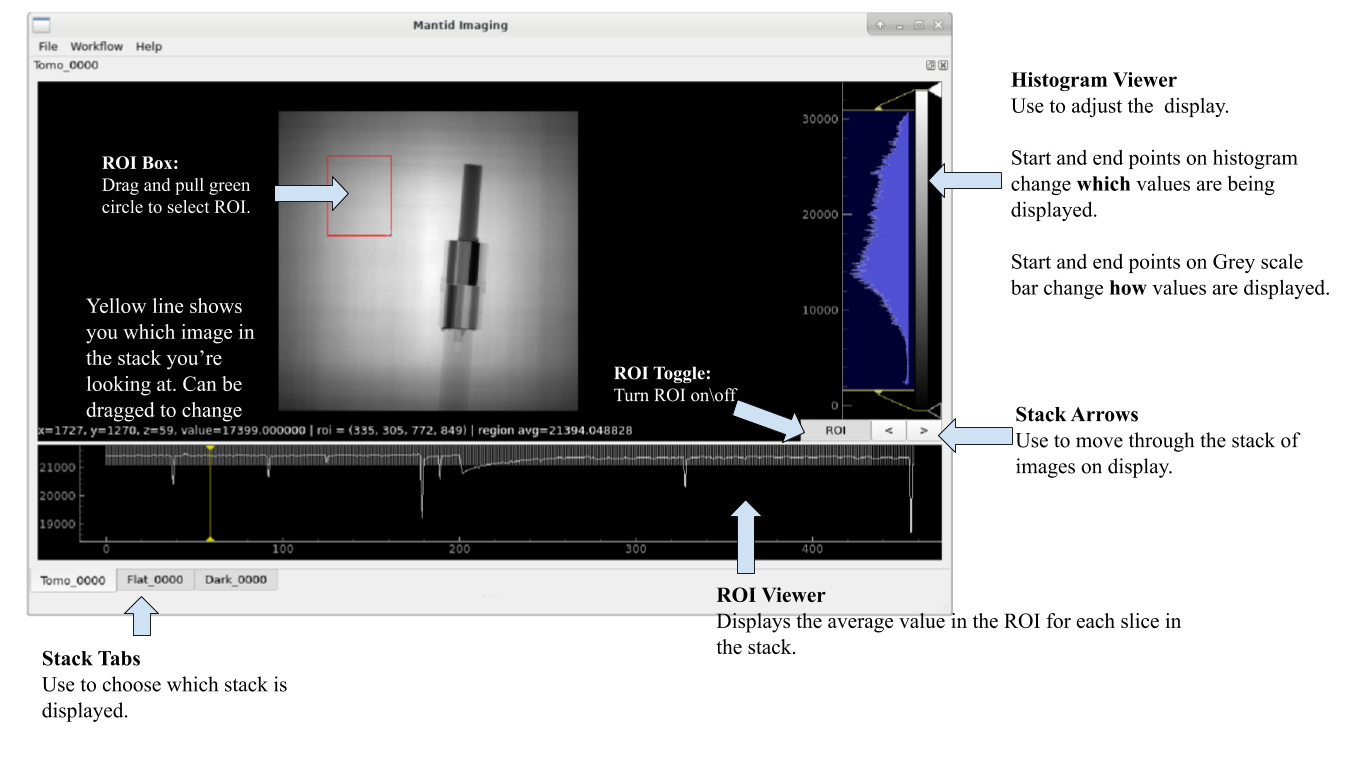 Mantid Imaging
File Workflow Help
Tomo_0000
ROI Box:
Drag and pull green
circle to select ROI.
Yellow line shows
you which image in
the stack you're
looking at. Can be
dragged to change
ROI Toggle:
Turn ROI on\off
30000
20000
10000
0
x=1727, y=1270, z=59, value=17399.000000 | roi = (335, 305, 772, 849) | region avg=21394.048828
ROI < >
21000
20000
19000
0 100 200 300 400
Tomo_0000 Flat_0000 Dark_0000
Histogram Viewer
Use to adjust the display.
Start and end points on histogram
change which values are being
displayed.
Start and end points on Grey scale
bar change how values are displayed.
Stack Arrows
Use to move through the stack of
images on display.
ROI Viewer
Displays the average value in the ROI for each slice in
the stack.
Stack Tabs
Use to choose which stack is
displayed.